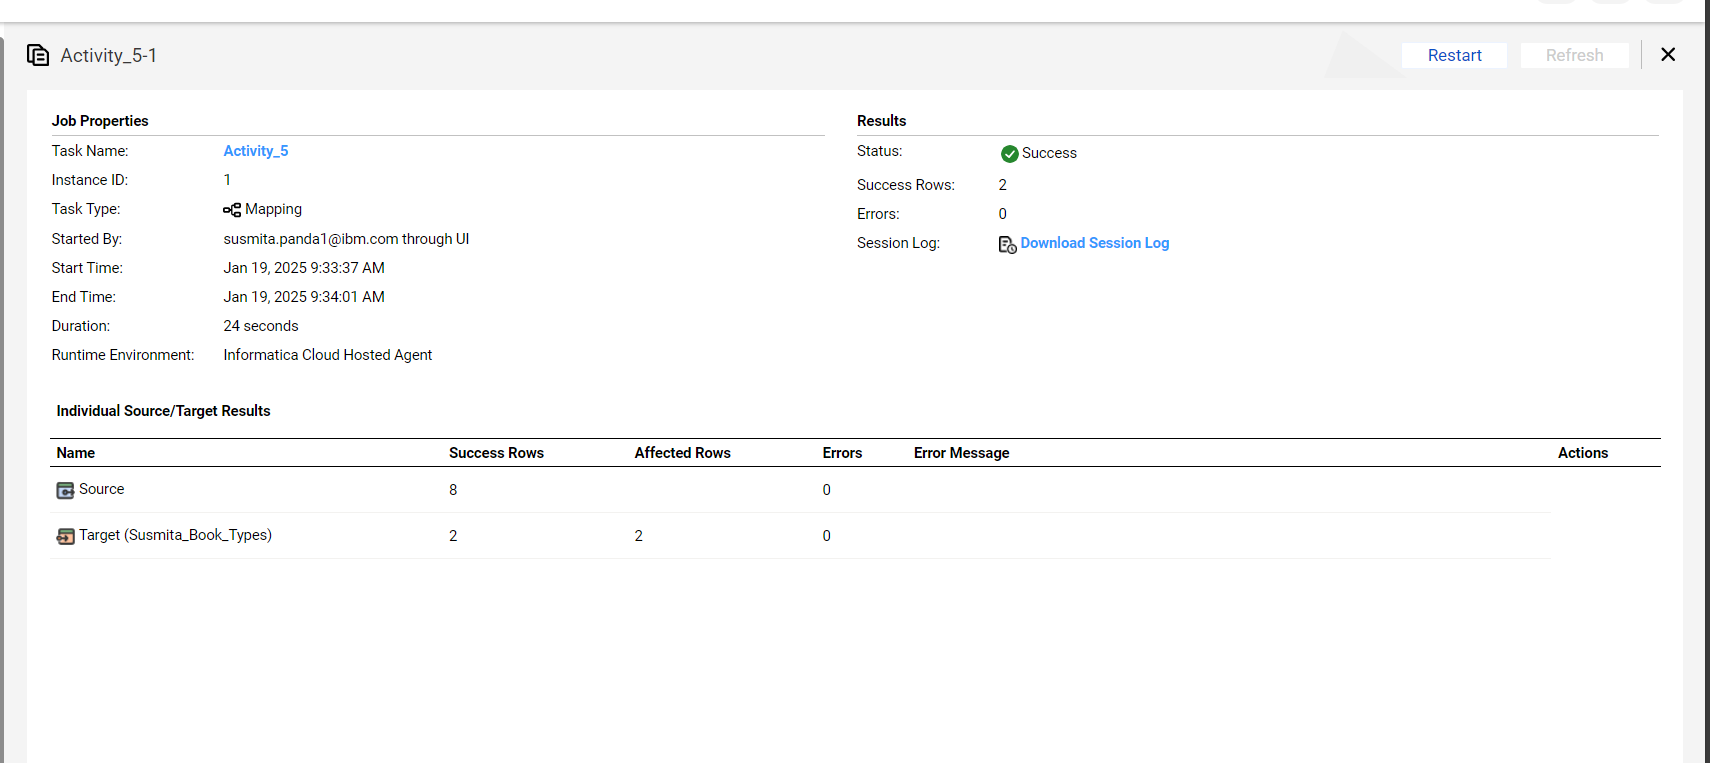 Activity_5-1
Restart
Refresh
Job Properties
Task Name: Activity_5
Instance ID: 1
Task Type: Mapping
Started By: susmita.panda1@ibm.com through UI
Start Time: Jan 19, 2025 9:33:37 AM
End Time: Jan 19, 2025 9:34:01 AM
Duration: 24 seconds
Runtime Environment: Informatica Cloud Hosted Agent
Results
Status: Success
Success Rows: 2
Errors: 0
Session Log: Download Session Log
Individual Source/Target Results
Name Success Rows Affected Rows Errors Error Message Actions
Source 8 0
Target (Susmita_Book_Types) 2 2 0